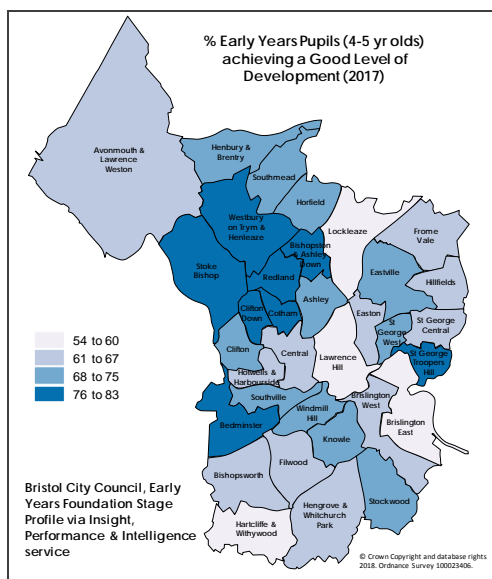 % Early Years Pupils (4-5 yr olds)
achieving a Good Level of
Development (2017)
Avonmouth &
Lawrence
Weston
Henbury &
Brentry
Southmead
Horfield
Lockleaze
Westbury
on Trym &
Henleaze
Bishopston
& Ashley
Down
Frome
Vale
Stoke
Bishop
Redland
Eastville
Hillfields
Clifton
Down
Cotham
Ashley
Easton
St
George
West
St George
Central
Clifton
Central
Lawrence
Hill
St George
Troopers
Hill
Hotwells &
Harbourside
Southville
Windmill
Hill
Brislington
West
Brislington
East
Bedminster
Knowle
Bishopsworth
Filwood
Stockwood
Hengrove &
Whitchurch
Park
Hartcliffe &
Withywood
54 to 60
61 to 67
68 to 75
76 to 83
Bristol City Council, Early
Years Foundation Stage
Profile via Insight,
Performance & Intelligence
service
© Crown Copyright and database rights
2018. Ordnance Survey 100023406.